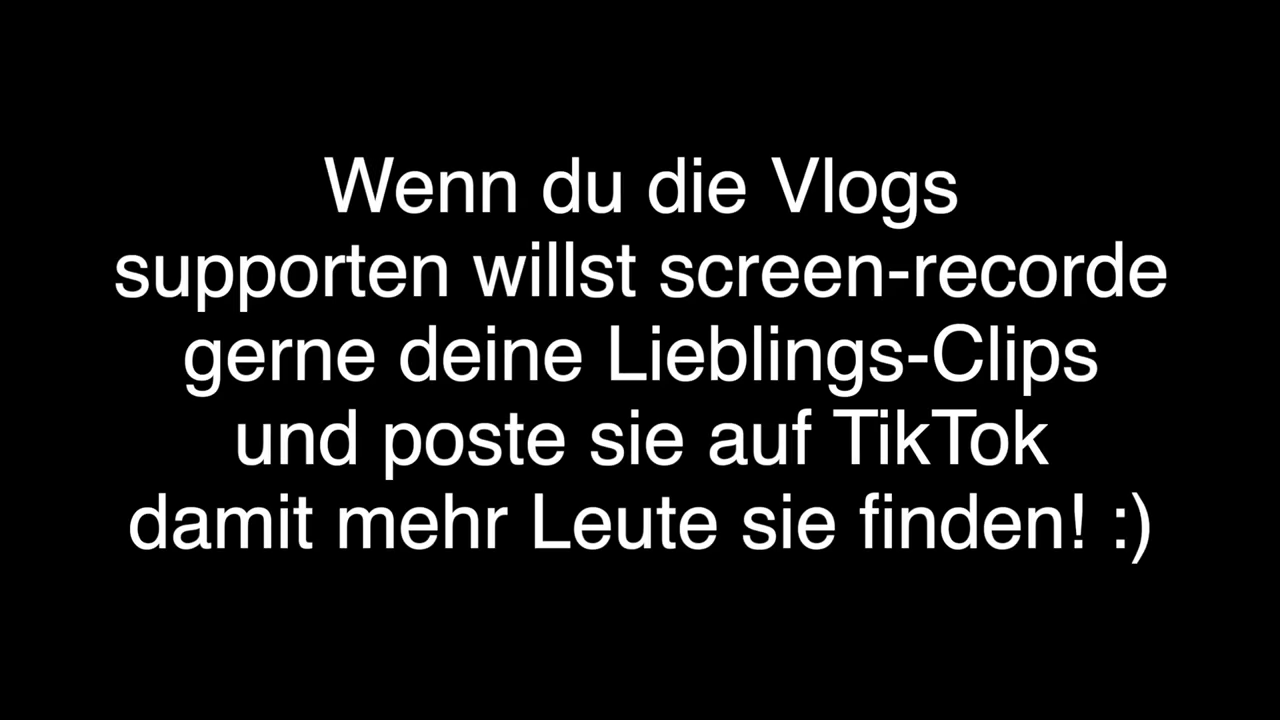 Wenn du die Vlogs
supporten willst screen-recorde
gerne deine Lieblings-Clips
und poste sie auf TikTok
damit mehr Leute sie finden! :)